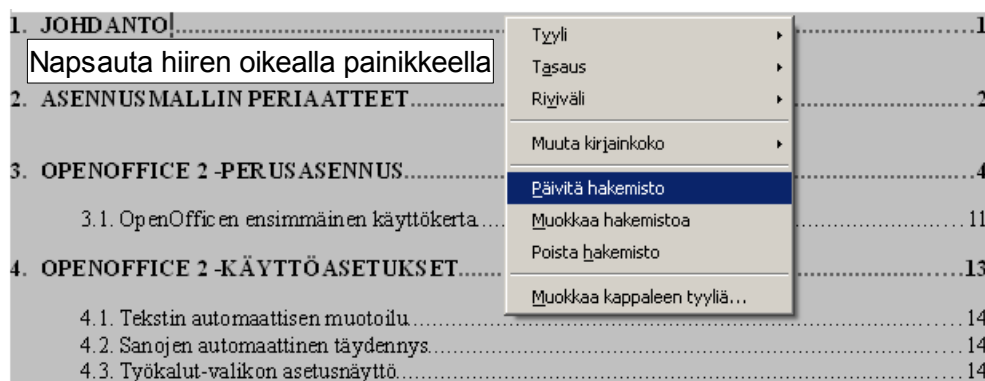 1. JOHDANTO.....1
Napsauta hiiren oikealla painikkeella
2. ASENNUSMALLIN PERIAATTEET.....2
3. OPENOFFICE 2 -PERUSASENNUS.....4
3.1. OpenOfficen ensimmäinen käyttökerta.....11
4. OPENOFFICE 2 -KÄYTTÖASETUKSET.....13
4.1. Tekstin automaattisen muotoilu.....14
4.2. Sanojen automaattinen täydennys.....14
4.3. Työkalut-valikon asetusnäyttö.....14
Tyyli
Tasaus
Riviväli
Muuta kirjainkoko
Päivitä hakemisto
Muokkaa hakemistoa
Poista hakemisto
Muokkaa kappaleen tyyliä...